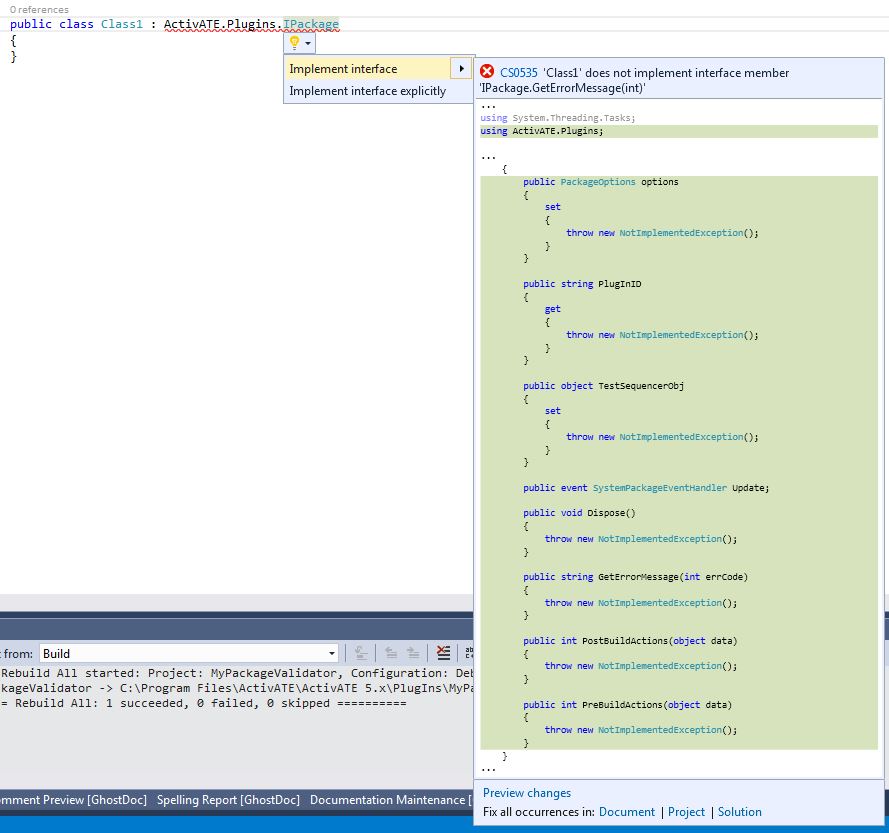 0 references
public class Class1 : ActivATE.Plugins.IPackage
{
}
Implement interface
Implement interface explicitly
CS0535 'Class1' does not implement interface member
'IPackage.GetErrorMessage(int)'
...
using System.Threading.Tasks;
using ActivATE.Plugins;
...
{
public PackageOptions options
{
set
{
throw new NotImplementedException();
}
}
public string PlugInID
{
get
{
throw new NotImplementedException();
}
}
public object TestSequencerObj
{
set
{
throw new NotImplementedException();
}
}
public event SystemPackageEventHandler Update;
public void Dispose()
{
throw new NotImplementedException();
}
public string GetErrorMessage(int errCode)
{
throw new NotImplementedException();
}
public int PostBuildActions(object data)
{
throw new NotImplementedException();
}
public int PreBuildActions(object data)
{
throw new NotImplementedException();
}
}
...
Preview changes
Fix all occurrences in: Document | Project | Solution
from: Build
Rebuild All started: Project: MyPackageValidator, Configuration: Deb
kageValidator -> C:\Program Files\ActivATE\ActivATE 5.x\PlugIns\MyPa
= Rebuild All: 1 succeeded, 0 failed, 0 skipped ==========
mment Preview [GhostDoc] Spelling Report [GhostDoc] Documentation Maintenance [